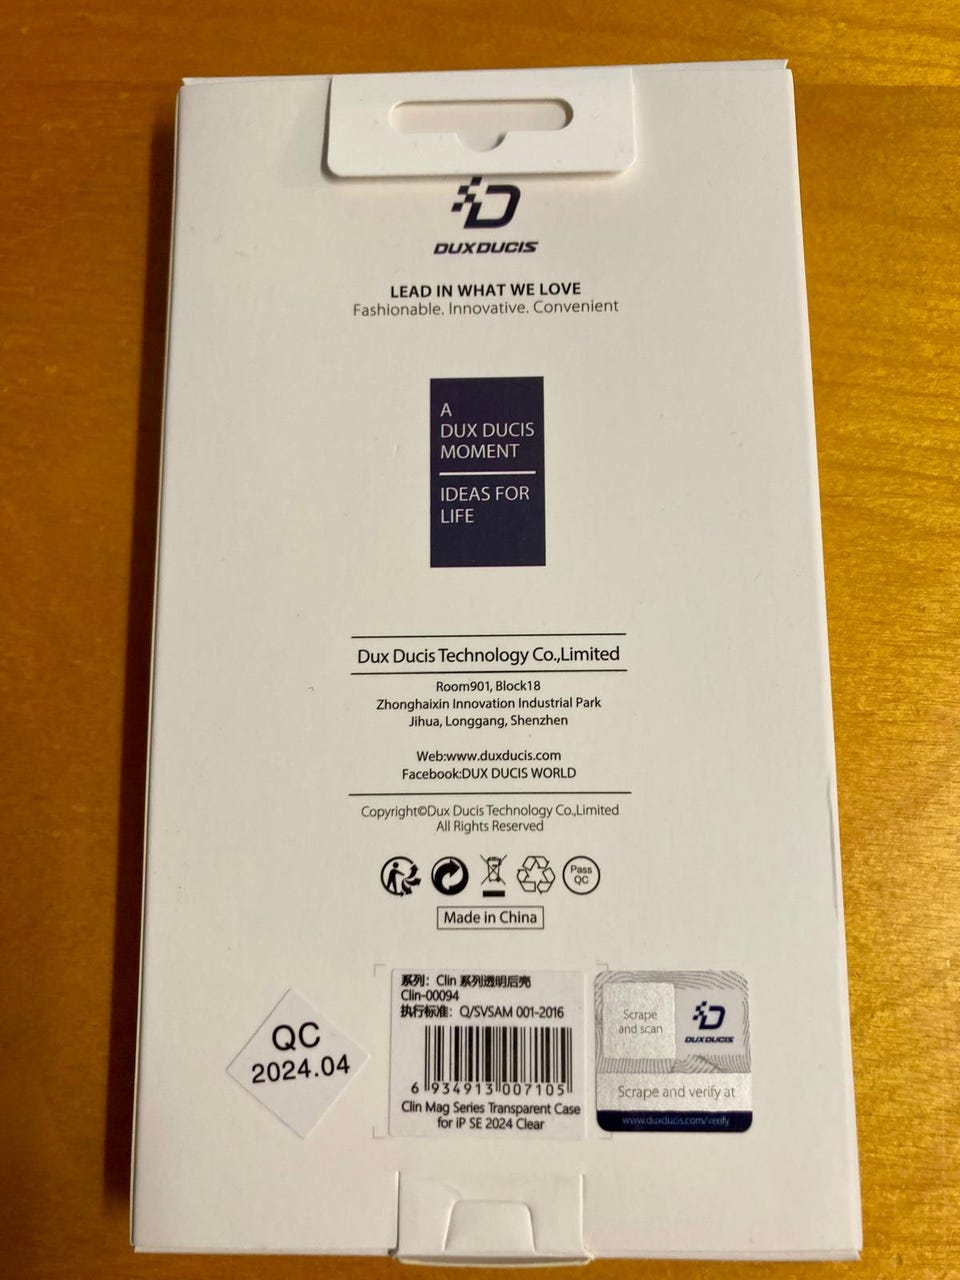 DUXDUCIS
LEAD IN WHAT WE LOVE
Fashionable. Innovative. Convenient
A
DUX DUCIS
MOMENT
IDEAS FOR
LIFE
Dux Ducis Technology Co.,Limited
Room901, Block18
Zhonghaixin Innovation Industrial Park
Jihua, Longgang, Shenzhen
Web:www.duxducis.com
Facebook:DUX DUCIS WORLD
Copyright©Dux Ducis Technology Co.,Limited
All Rights Reserved
Pass
QC
Made in China
QC
2024.04
系列：Clin 系列透明后壳
Clin-00094
执行标准：Q/SVSAM 001-2016
6 934913 007105
Clin Mag Series Transparent Case
for iP SE 2024 Clear
Scrape
and scan
DUXDUCIS
Scrape and verify at
www.duxducis.com/verify